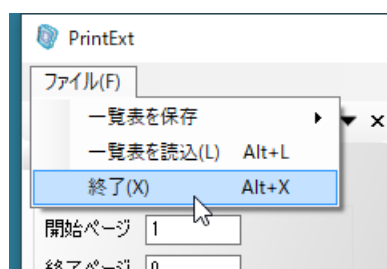 PrintExt
ファイル(F)
一覧表を保存
一覧表を読込(L) Alt+L
終了(X) Alt+X
開始ページ 1
終了ページ 0